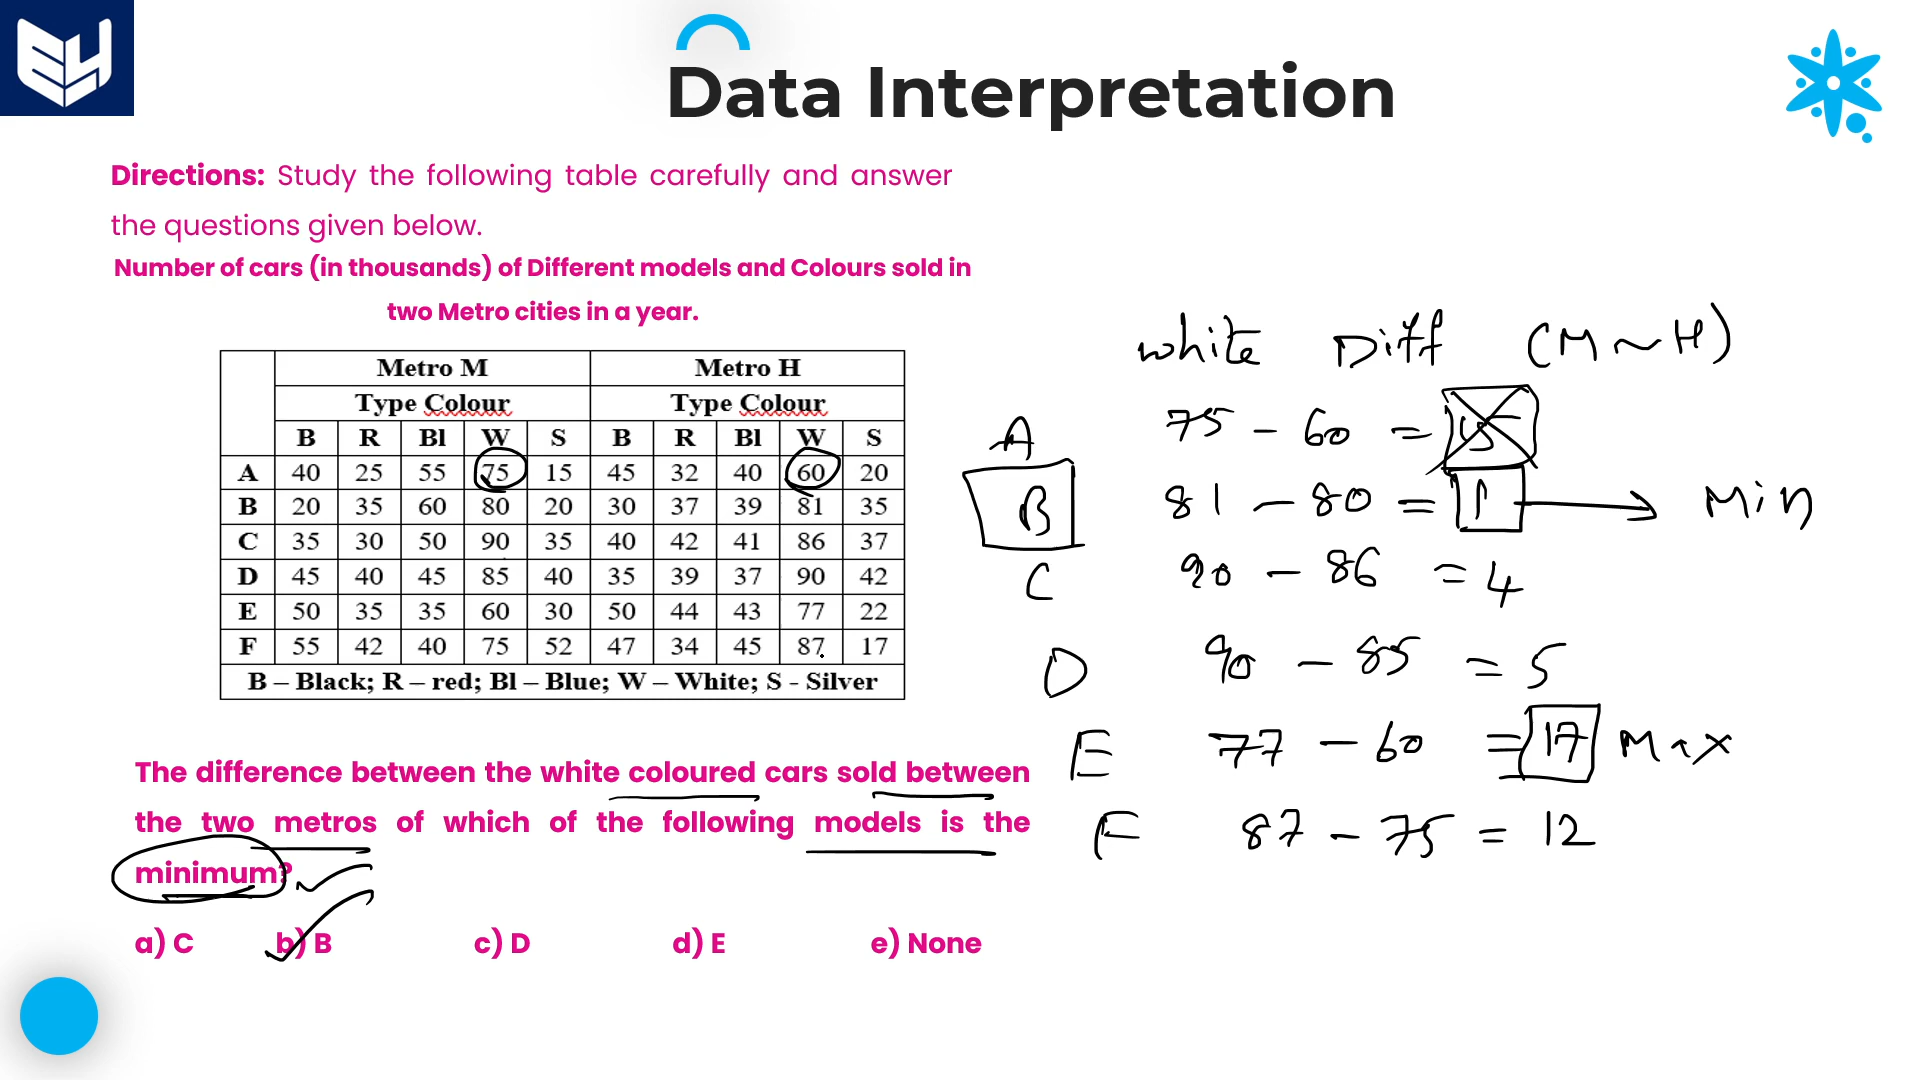 EY
Data Interpretation
Directions: Study the following table carefully and answer
the questions given below.
Number of cars (in thousands) of Different models and Colours sold in
two Metro cities in a year.
Metro M Metro H
Type Colour Type Colour
B R Bl W S B R Bl W S
A 40 25 55 75 15 45 32 40 60 20
B 20 35 60 80 20 30 37 39 81 35
C 35 30 50 90 35 40 42 41 86 37
D 45 40 45 85 40 35 39 37 90 42
E 50 35 35 60 30 50 44 43 77 22
F 55 42 40 75 52 47 34 45 87 17
B – Black; R – red; Bl – Blue; W – White; S - Silver
The difference between the white coloured cars sold between
the two metros of which of the following models is the
minimum?
a) C b) B c) D d) E e) None
white Diff (M ~ H)
A 75 - 60 = 15
B 81 - 80 = 1 Min
C 90 - 86 = 4
D 90 - 85 = 5
E 77 - 60 = 17 Max
F 87 - 75 = 12